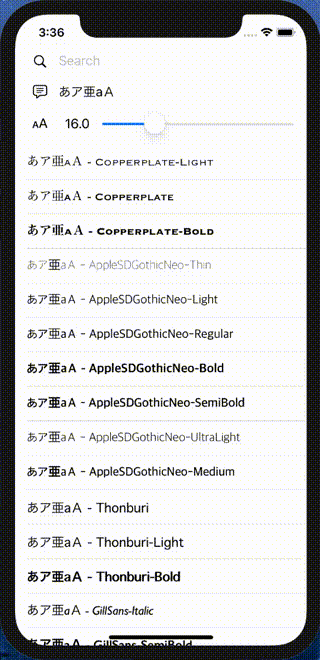 3:36
Search
あア亜aA
AA 16.0
あア亜aA - Copperplate-Light
あア亜aA - Copperplate
あア亜aA - Copperplate-Bold
あア亜aA - AppleSDGothicNeo-Thin
あア亜aA - AppleSDGothicNeo-Light
あア亜aA - AppleSDGothicNeo-Regular
あア亜aA - AppleSDGothicNeo-Bold
あア亜aA - AppleSDGothicNeo-SemiBold
あア亜aA - AppleSDGothicNeo-UltraLight
あア亜aA - AppleSDGothicNeo-Medium
あア亜aA - Thonburi
あア亜aA - Thonburi-Light
あア亜aA - Thonburi-Bold
あア亜aA - GillSans-Italic
あア亜aA - GillSans-SemiBold